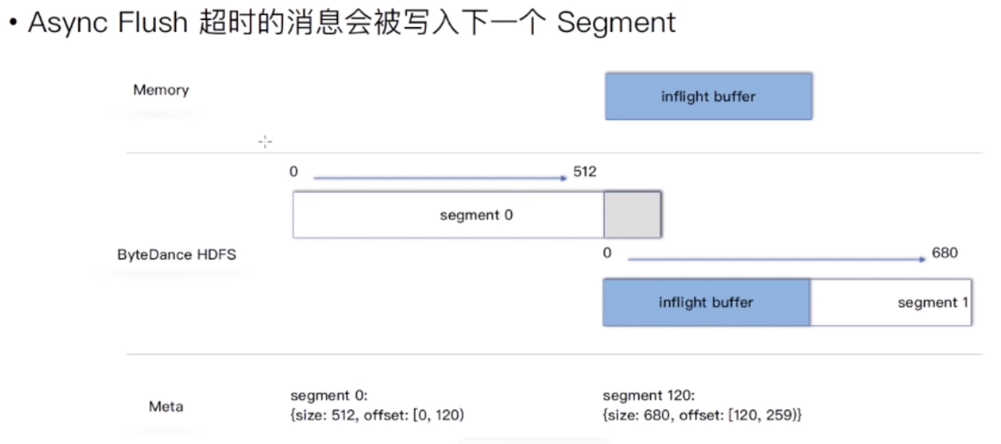 • Async Flush 超时的消息会被写入下一个 Segment
Memory
inflight buffer
0
512
segment 0
ByteDance HDFS
0
680
inflight buffer
segment 1
Meta
segment 0:
{size: 512, offset: [0, 120)
segment 120:
{size: 680, offset: [120, 259)}